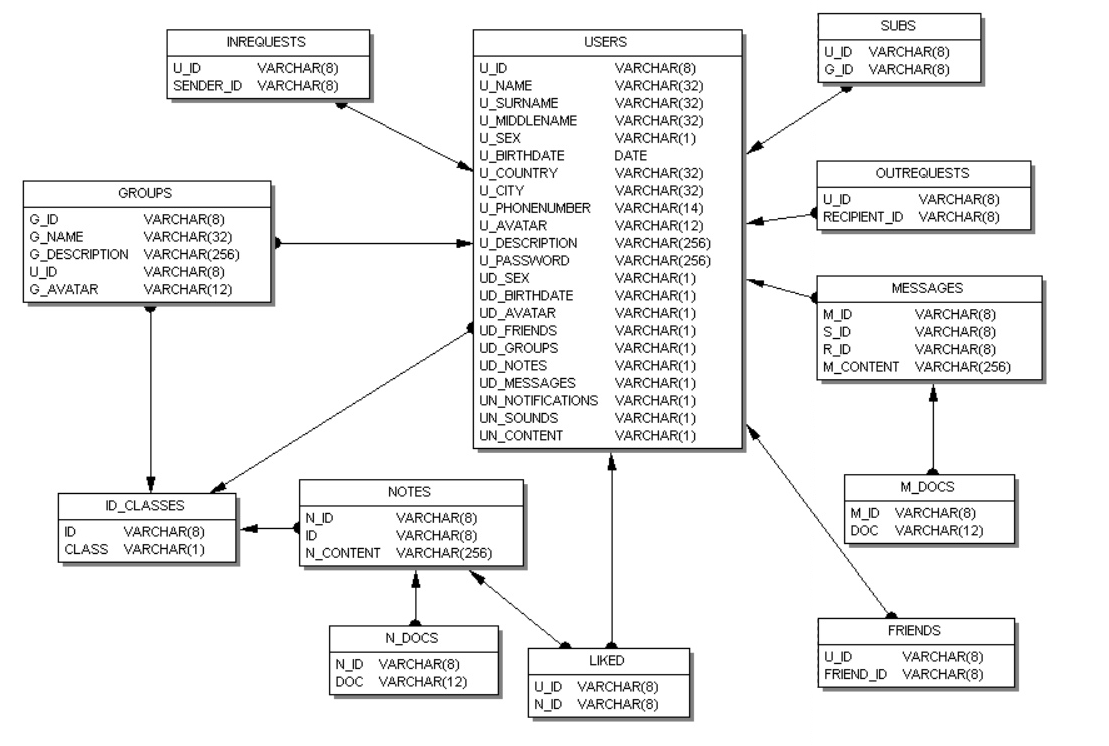 INREQUESTS
U_ID VARCHAR(8)
SENDER_ID VARCHAR(8)
USERS
U_ID VARCHAR(8)
U_NAME VARCHAR(32)
U_SURNAME VARCHAR(32)
U_MIDDLENAME VARCHAR(32)
U_SEX VARCHAR(1)
U_BIRTHDATE DATE
U_COUNTRY VARCHAR(32)
U_CITY VARCHAR(32)
U_PHONENUMBER VARCHAR(14)
U_AVATAR VARCHAR(12)
U_DESCRIPTION VARCHAR(256)
U_PASSWORD VARCHAR(256)
UD_SEX VARCHAR(1)
UD_BIRTHDATE VARCHAR(1)
UD_AVATAR VARCHAR(1)
UD_FRIENDS VARCHAR(1)
UD_GROUPS VARCHAR(1)
UD_NOTES VARCHAR(1)
UD_MESSAGES VARCHAR(1)
UN_NOTIFICATIONS VARCHAR(1)
UN_SOUNDS VARCHAR(1)
UN_CONTENT VARCHAR(1)
SUBS
U_ID VARCHAR(8)
G_ID VARCHAR(8)
OUTREQUESTS
U_ID VARCHAR(8)
RECIPIENT_ID VARCHAR(8)
GROUPS
G_ID VARCHAR(8)
G_NAME VARCHAR(32)
G_DESCRIPTION VARCHAR(256)
U_ID VARCHAR(8)
G_AVATAR VARCHAR(12)
MESSAGES
M_ID VARCHAR(8)
S_ID VARCHAR(8)
R_ID VARCHAR(8)
M_CONTENT VARCHAR(256)
ID_CLASSES
ID VARCHAR(8)
CLASS VARCHAR(1)
NOTES
N_ID VARCHAR(8)
ID VARCHAR(8)
N_CONTENT VARCHAR(256)
M_DOCS
M_ID VARCHAR(8)
DOC VARCHAR(12)
N_DOCS
N_ID VARCHAR(8)
DOC VARCHAR(12)
LIKED
U_ID VARCHAR(8)
N_ID VARCHAR(8)
FRIENDS
U_ID VARCHAR(8)
FRIEND_ID VARCHAR(8)